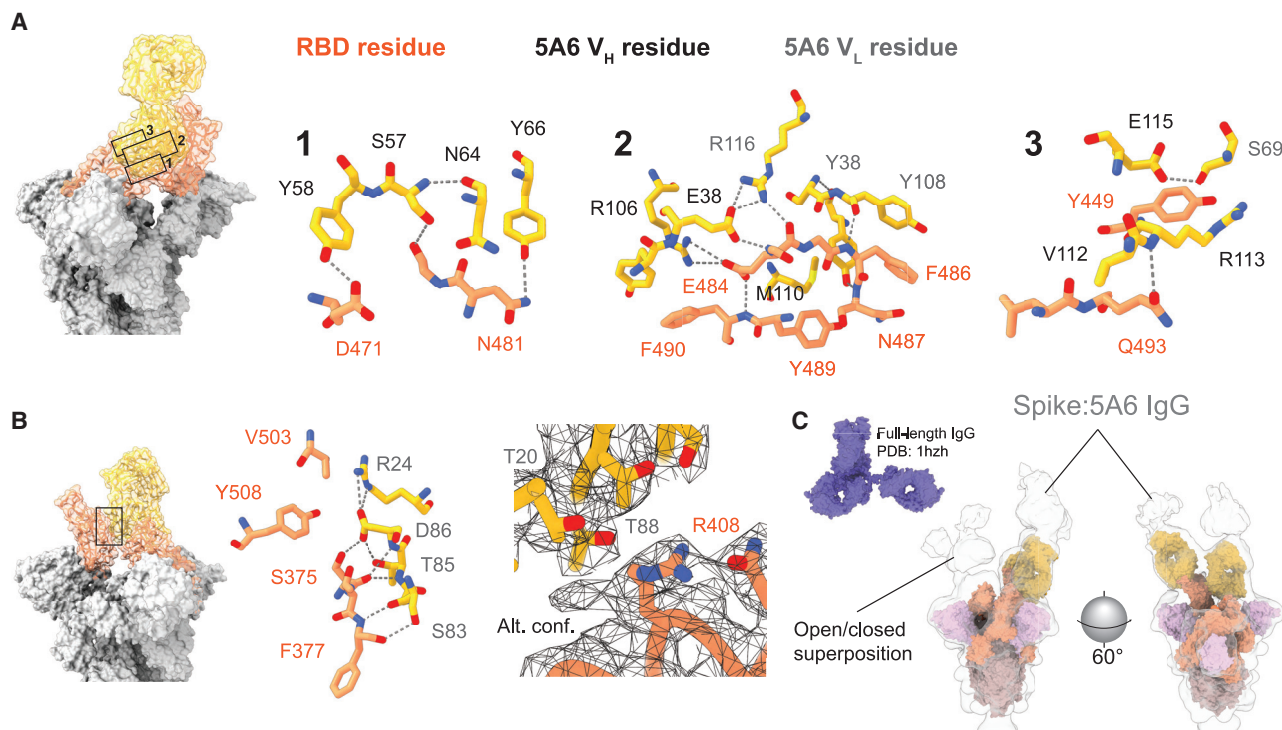 A
RBD residue
5A6 VH residue
5A6 VL residue
3
2
1
1
S57
N64
Y66
Y58
D471
N481
2
R116
Y38
Y108
E38
R106
E484
M110
F486
F490
Y489
N487
3
E115
S69
Y449
V112
R113
Q493
B
V503
R24
Y508
D86
T85
S375
S83
F377
T20
T88
R408
Alt. conf.
C
Spike:5A6 IgG
Full-length IgG
PDB: 1hzh
Open/closed
superposition
60°